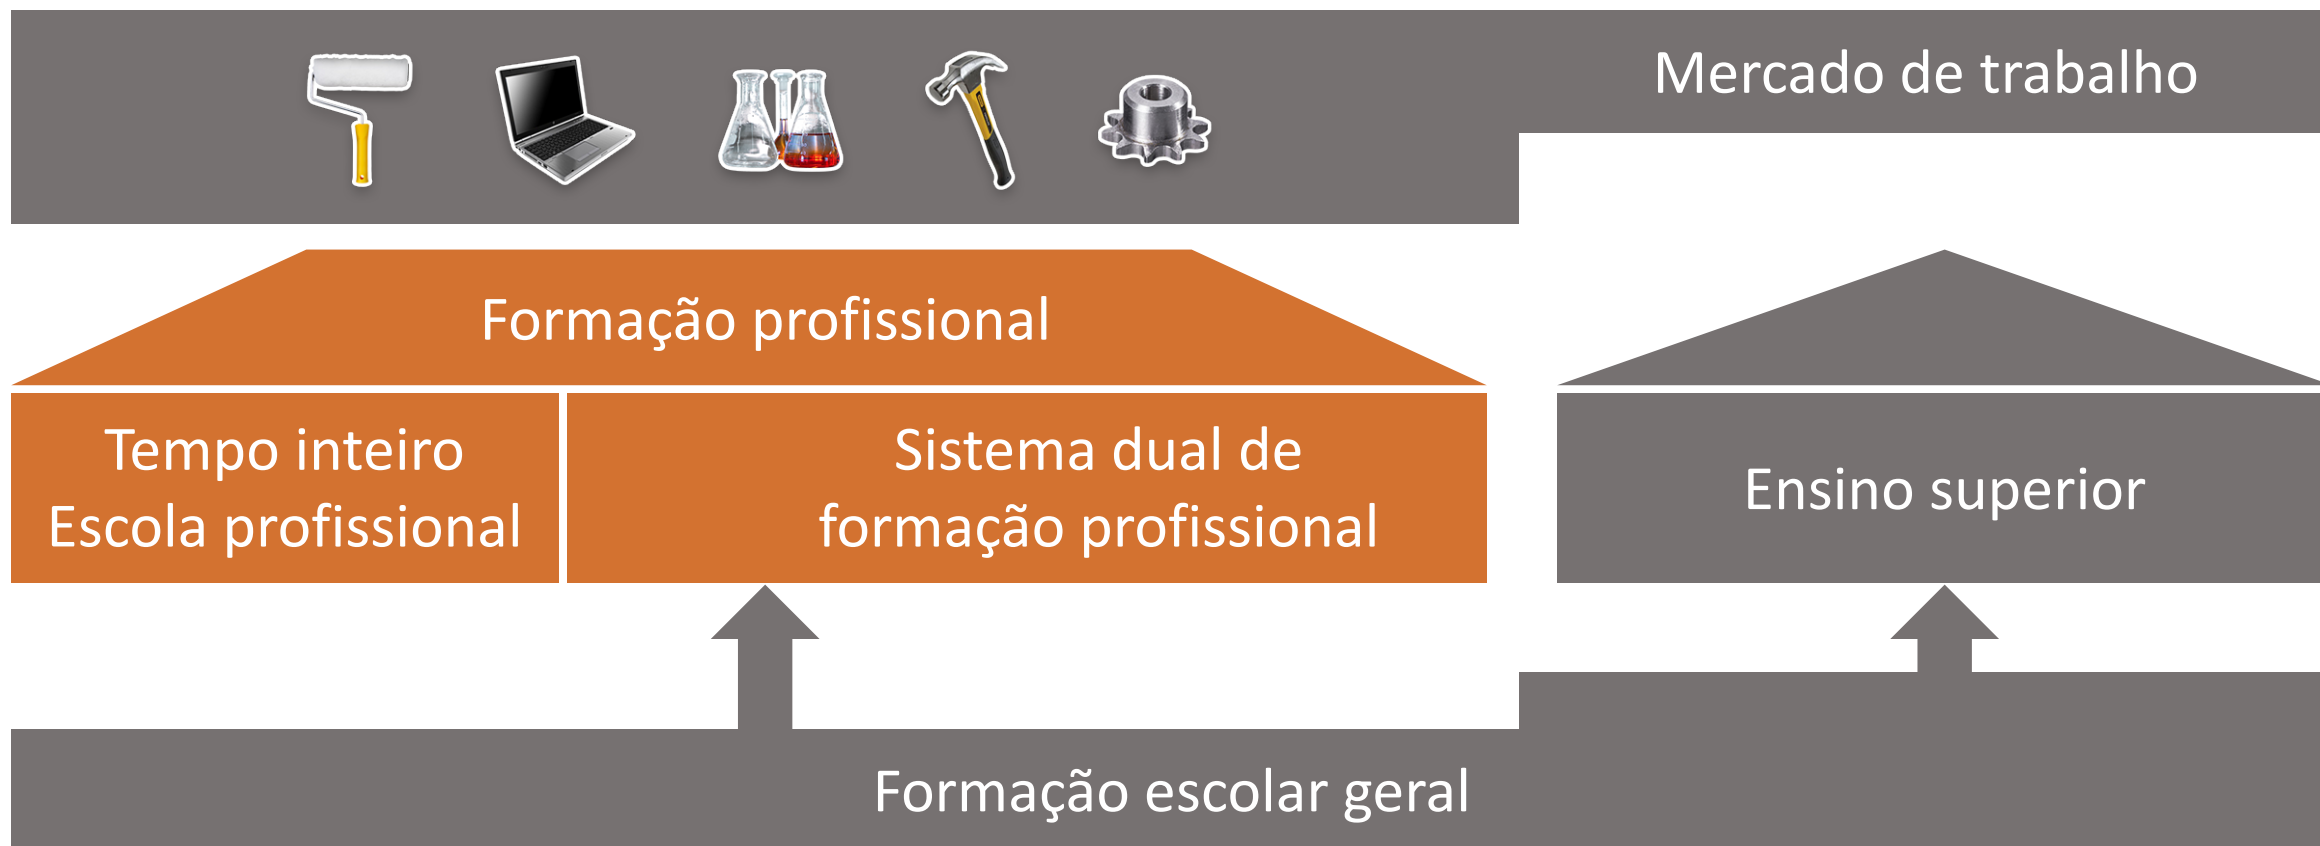 Mercado de trabalho
Formação profissional
Tempo inteiro
Escola profissional
Sistema dual de
formação profissional
Ensino superior
Formação escolar geral